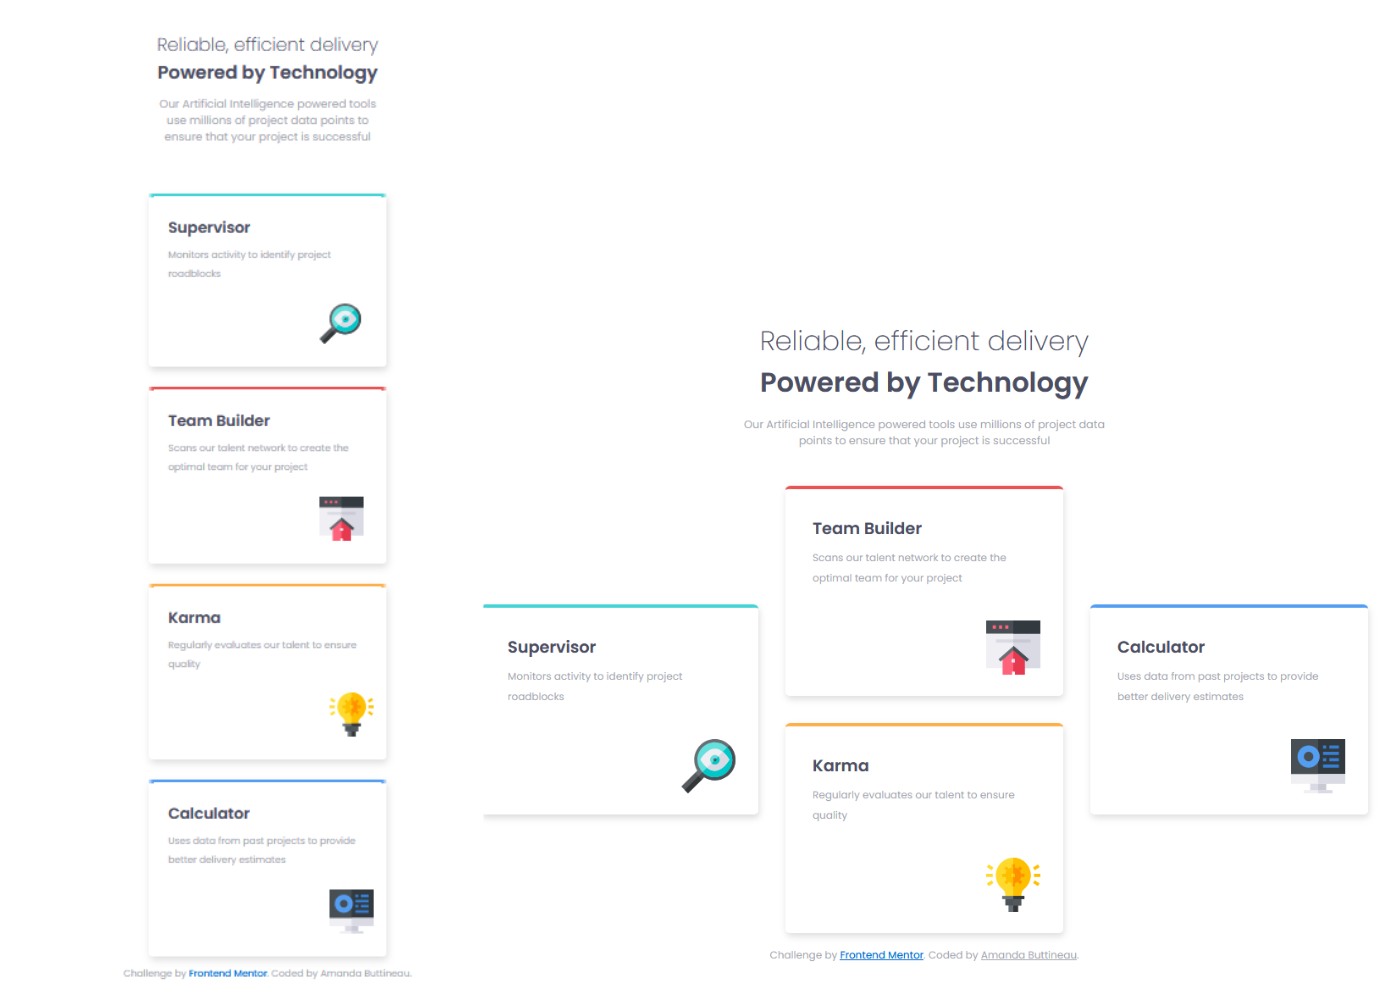 Reliable, efficient delivery
Powered by Technology
Our Artificial Intelligence powered tools
use millions of project data points to
ensure that your project is successful
Supervisor
Monitors activity to identify project
roadblocks
Team Builder
Scans our talent network to create the
optimal team for your project
Karma
Regularly evaluates our talent to ensure
quality
Calculator
Uses data from past projects to provide
better delivery estimates
Challenge by Frontend Mentor. Coded by Amanda Buttineau.
Reliable, efficient delivery
Powered by Technology
Our Artificial Intelligence powered tools use millions of project data
points to ensure that your project is successful
Team Builder
Scans our talent network to create the
optimal team for your project
Supervisor
Monitors activity to identify project
roadblocks
Calculator
Uses data from past projects to provide
better delivery estimates
Karma
Regularly evaluates our talent to ensure
quality
Challenge by Frontend Mentor. Coded by Amanda Buttineau.